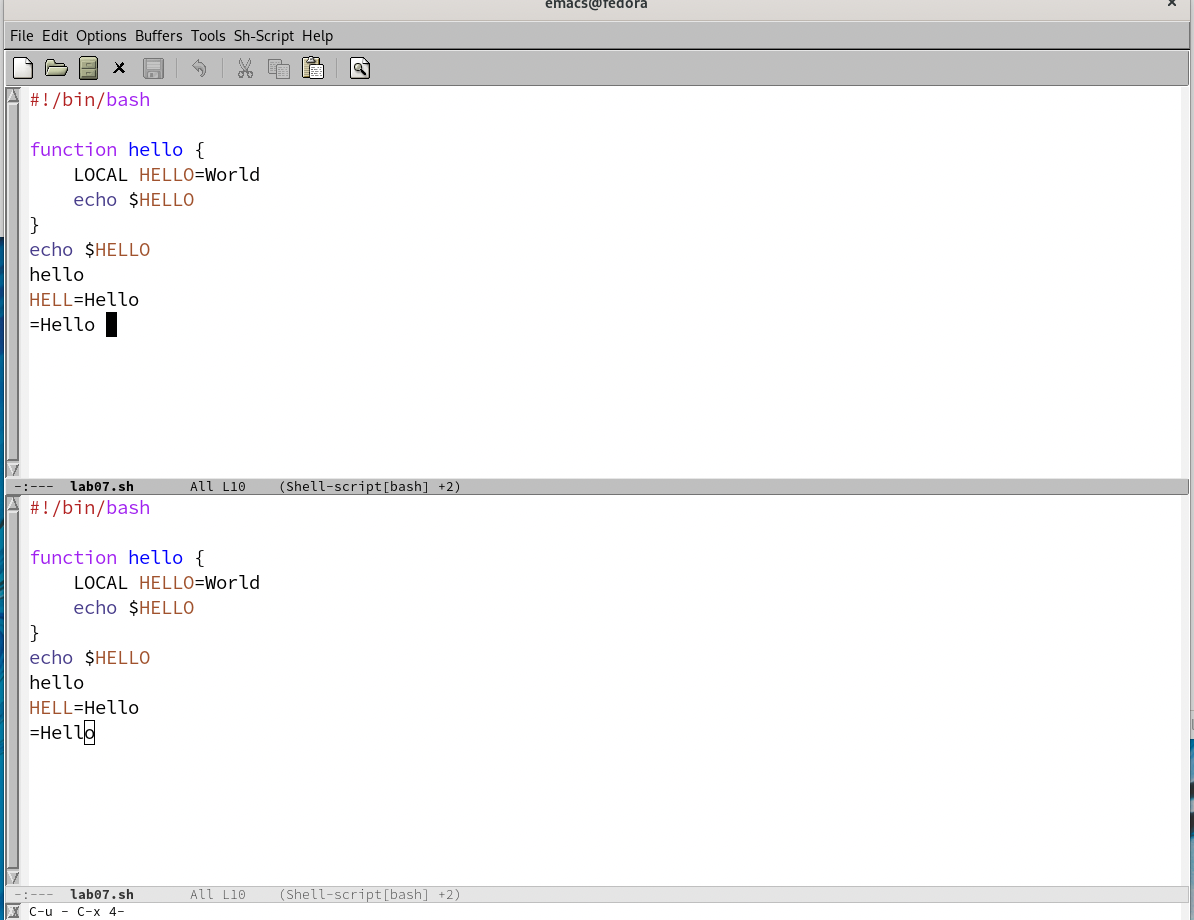 emacs@fedora
×
File Edit Options Buffers Tools Sh-Script Help
#!/bin/bash
function hello {
    LOCAL HELLO=World
    echo $HELLO
}
echo $HELLO
hello
HELL=Hello
=Hello
-:--- lab07.sh All L10 (Shell-script[bash] +2)
#!/bin/bash
function hello {
    LOCAL HELLO=World
    echo $HELLO
}
echo $HELLO
hello
HELL=Hello
=Hello
-:--- lab07.sh All L10 (Shell-script[bash] +2)
C-u - C-x 4-